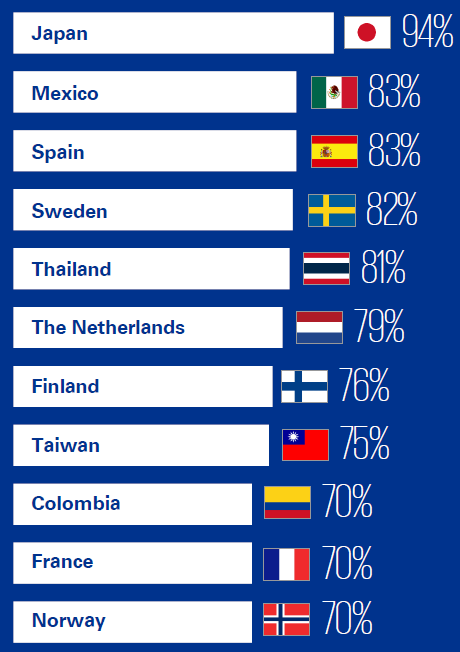 Japan 94%
Mexico 83%
Spain 83%
Sweden 82%
Thailand 81%
The Netherlands 79%
Finland 76%
Taiwan 75%
Colombia 70%
France 70%
Norway 70%